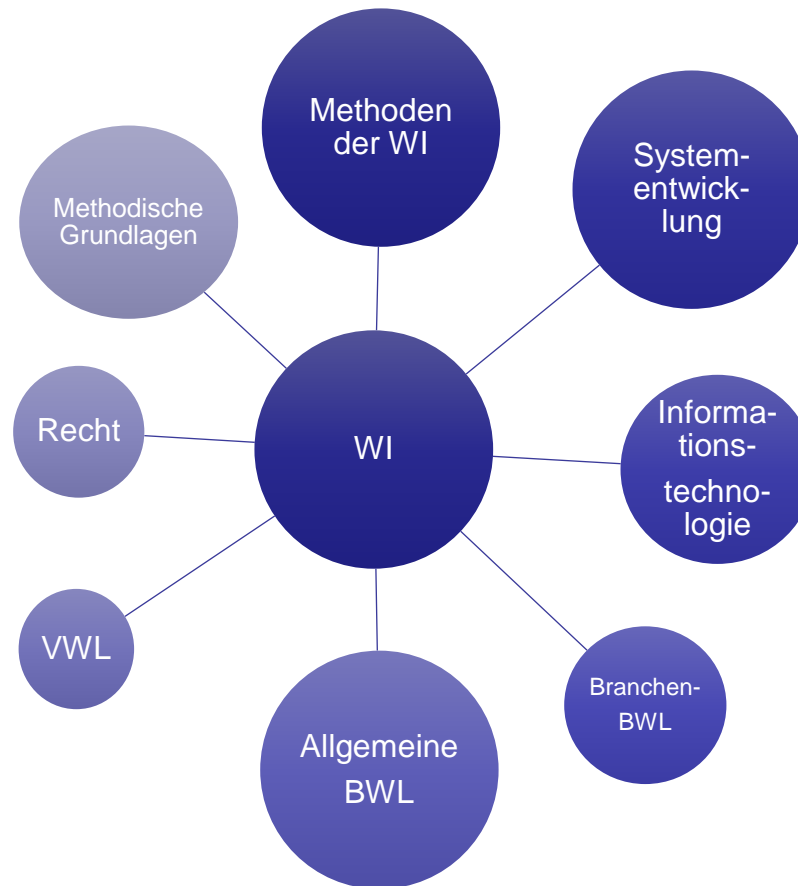 Methoden
der WI
System-
entwick-
lung
Methodische
Grundlagen
Informa-
tions-
techno-
logie
Recht
WI
VWL
Branchen-
BWL
Allgemeine
BWL